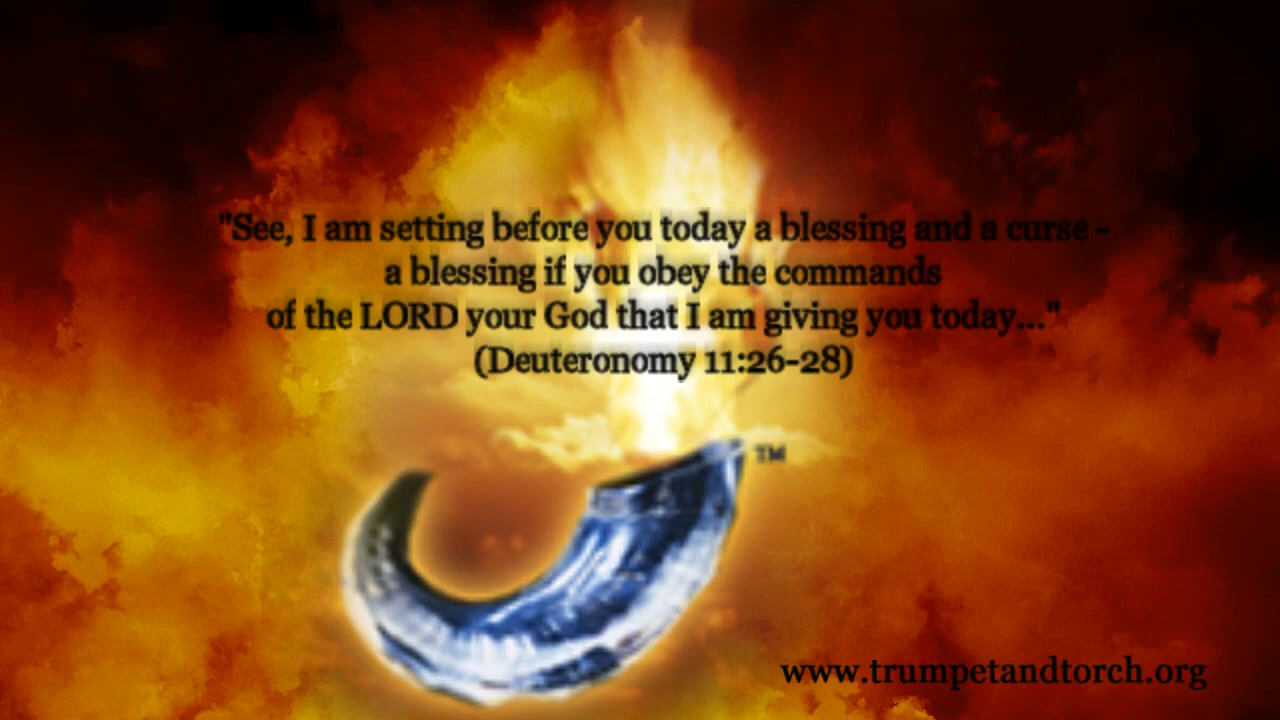 "See, I am setting before you today a blessing and a curse -
a blessing if you obey the commands
of the LORD your God that I am giving you today..."
(Deuteronomy 11:26-28)
TM
www.trumpetandtorch.org